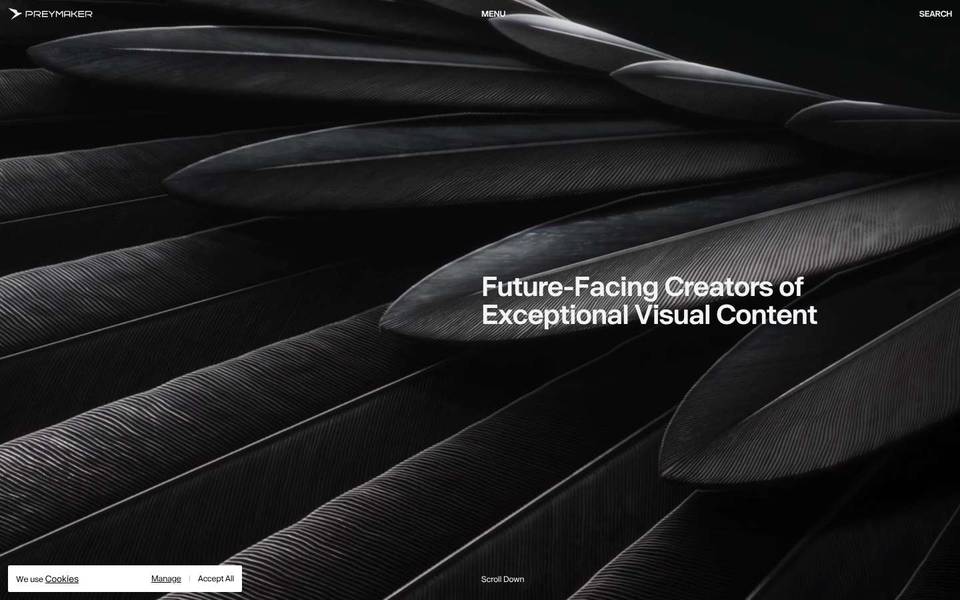 PREYMAKER
MENU
SEARCH
Future-Facing Creators of
Exceptional Visual Content
We use Cookies
Manage | Accept All
Scroll Down